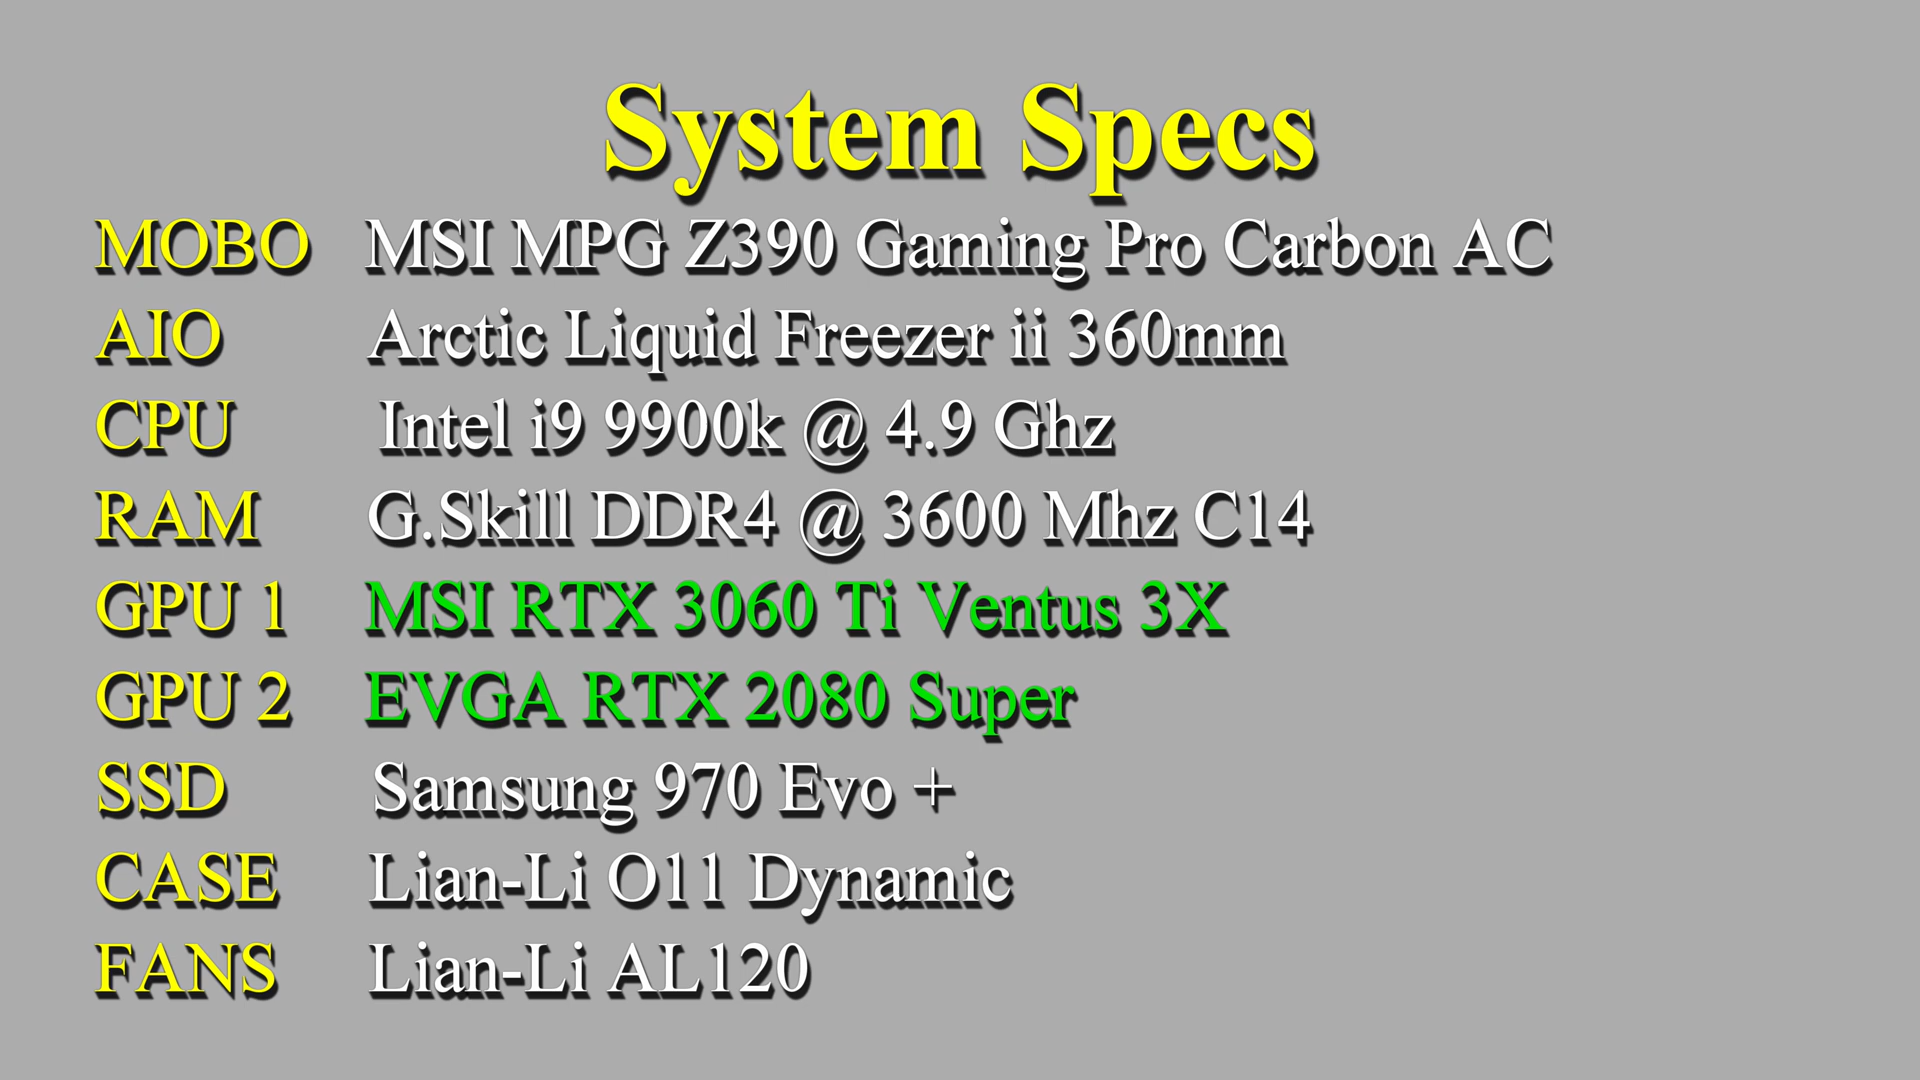 System Specs
MOBO MSI MPG Z390 Gaming Pro Carbon AC
AIO Arctic Liquid Freezer ii 360mm
CPU Intel i9 9900k @ 4.9 Ghz
RAM G.Skill DDR4 @ 3600 Mhz C14
GPU 1 MSI RTX 3060 Ti Ventus 3X
GPU 2 EVGA RTX 2080 Super
SSD Samsung 970 Evo +
CASE Lian-Li O11 Dynamic
FANS Lian-Li AL120